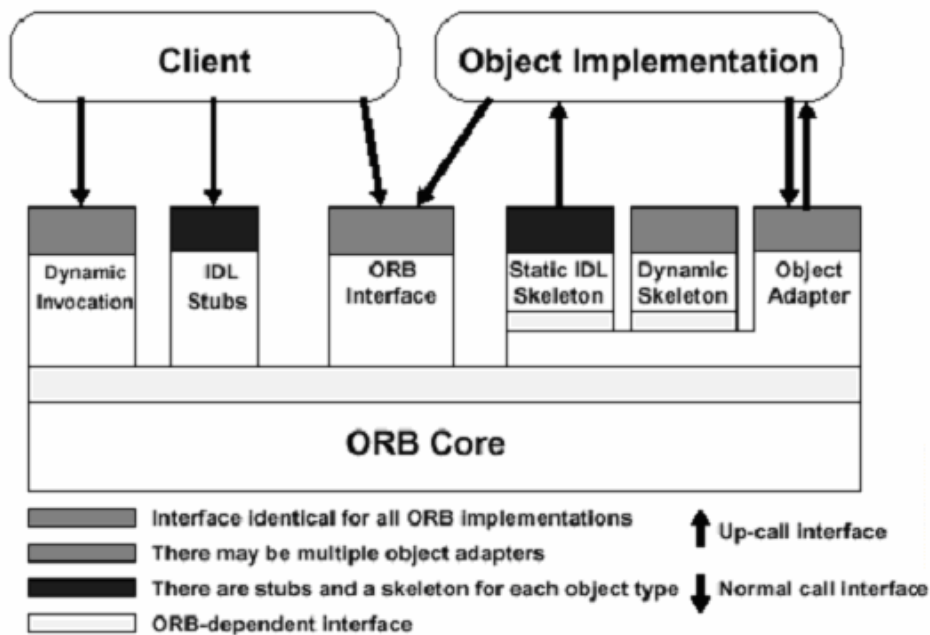 Client
Object Implementation
Dynamic
Invocation
IDL
Stubs
ORB
Interface
Static IDL
Skeleton
Dynamic
Skeleton
Object
Adapter
ORB Core
Interface identical for all ORB implementations
There may be multiple object adapters
There are stubs and a skeleton for each object type
ORB-dependent interface
Up-call interface
Normal call interface